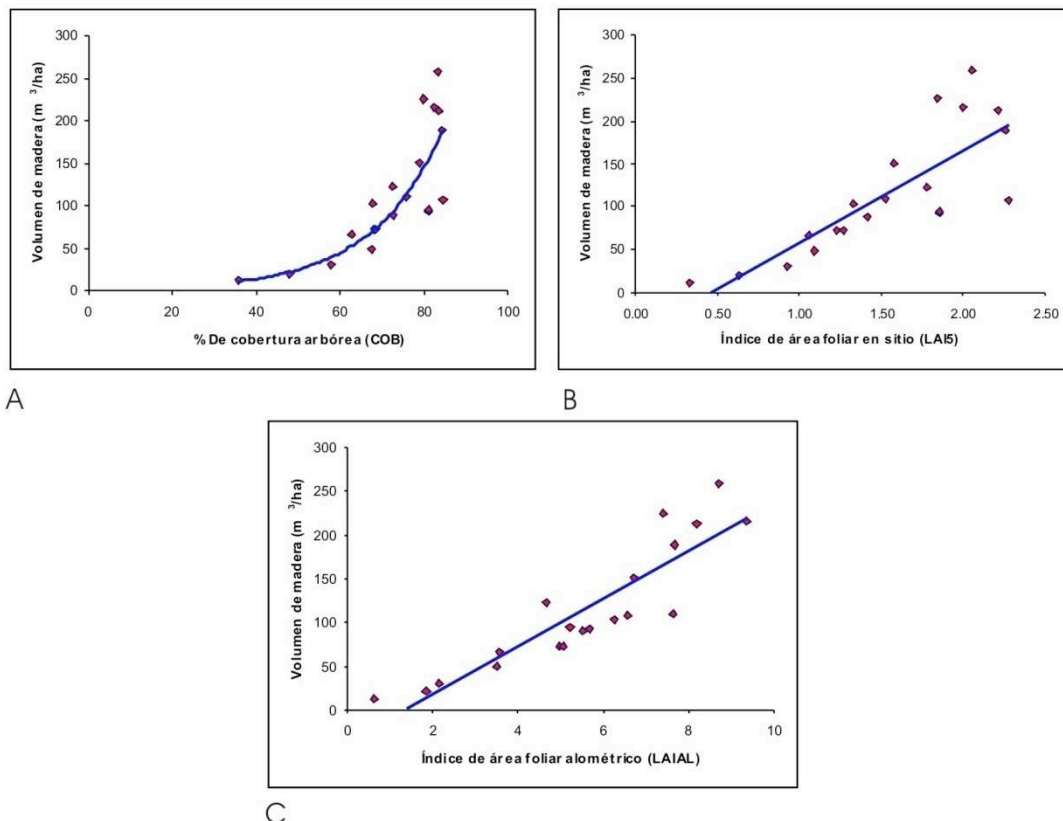 300
250
200
150
100
50
0
Volumen de madera (m ³/ha)
0 20 40 60 80 100
% De cobertura arbórea (COB)
A
300
250
200
150
100
50
0
Volumen de madera (m ³/ha)
0.00 0.50 1.00 1.50 2.00 2.50
Índice de área foliar en sitio (LAI5)
B
300
250
200
150
100
50
0
Volumen de madera (m ³/ha)
0 2 4 6 8 10
Índice de área foliar alométrico (LAIAL)
C